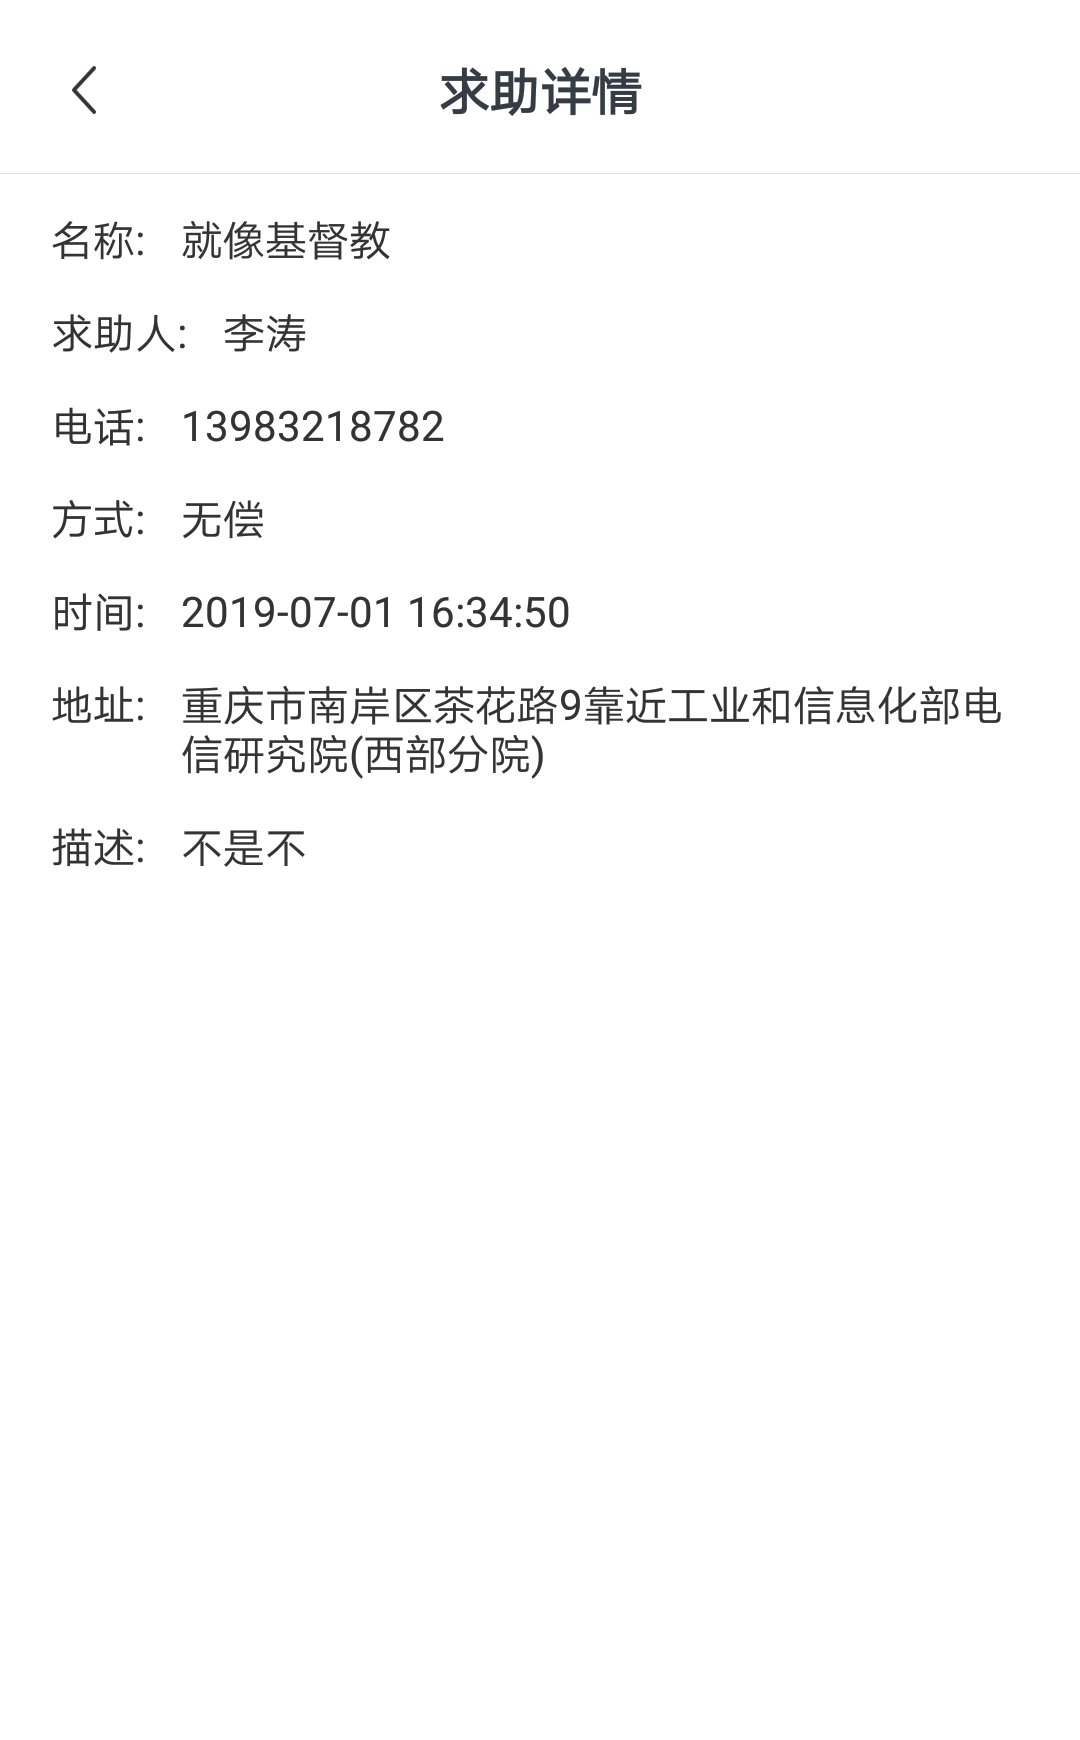 求助详情
名称: 就像基督教
求助人: 李涛
电话: 13983218782
方式: 无偿
时间: 2019-07-01 16:34:50
地址: 重庆市南岸区茶花路9靠近工业和信息化部电
信研究院(西部分院)
描述: 不是不